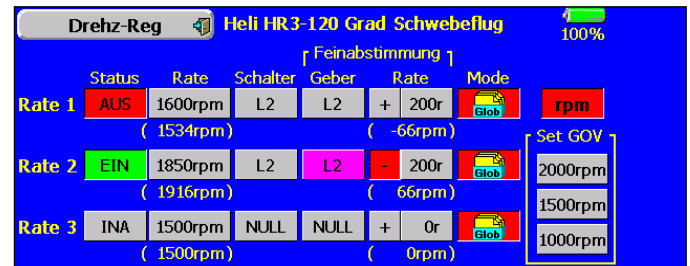 Drehz-Reg Heli HR3-120 Grad Schwebeflug 100%
Feinabstimmung
Status Rate Schalter Geber Rate Mode
Rate 1 AUS 1600rpm L2 L2 + 200r Glob rpm
( 1534rpm) ( -66rpm)
Set GOV
Rate 2 EIN 1850rpm L2 L2 - 200r Glob 2000rpm
( 1916rpm) ( 66rpm)
1500rpm
Rate 3 INA 1500rpm NULL NULL + 0r Glob 1000rpm
( 1500rpm) ( 0rpm)